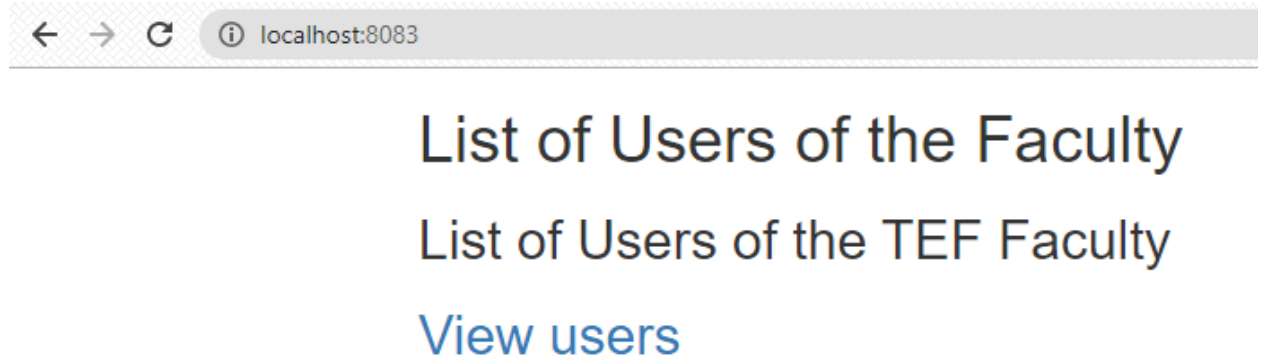 localhost:8083
List of Users of the Faculty
List of Users of the TEF Faculty
View users